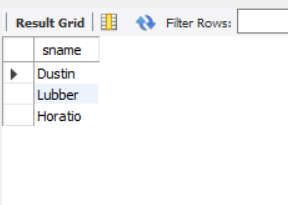 Result Grid Filter Rows:
sname
Dustin
Lubber
Horatio